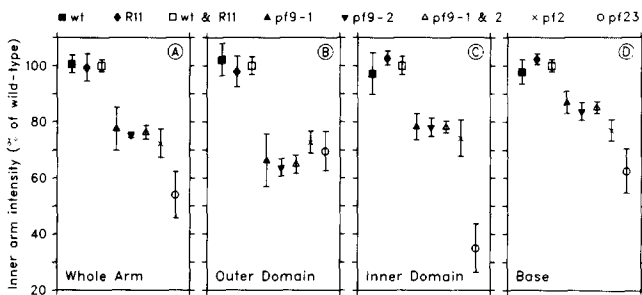 wt R11 wt & R11 pf9-1 pf9-2 pf9-1 & 2 pf2 pf23
Inner arm intensity (% of wild-type)
100
80
60
40
20
A
B
C
D
Whole Arm
Outer Domain
Inner Domain
Base